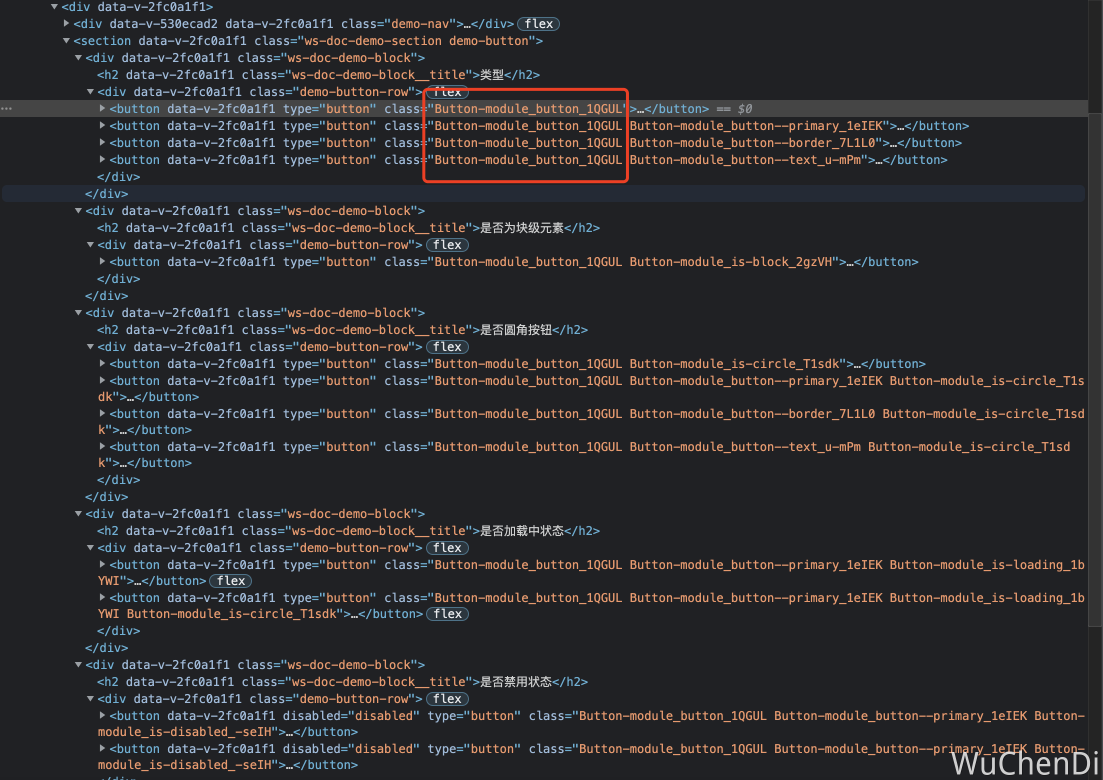 ▼<div data-v-2fc0a1f1>
▶<div data-v-530ecad2 data-v-2fc0a1f1 class="demo-nav">…</div> flex
▼<section data-v-2fc0a1f1 class="ws-doc-demo-section demo-button">
▼<div data-v-2fc0a1f1 class="ws-doc-demo-block">
<h2 data-v-2fc0a1f1 class="ws-doc-demo-block__title">类型</h2>
▼<div data-v-2fc0a1f1 class="demo-button-row"> flex
…▶<button data-v-2fc0a1f1 type="button" class="Button-module_button_1QGUL">…</button> == $0
▶<button data-v-2fc0a1f1 type="button" class="Button-module_button_1QGUL Button-module_button--primary_1eIEK">…</button>
▶<button data-v-2fc0a1f1 type="button" class="Button-module_button_1QGUL Button-module_button--border_7L1L0">…</button>
▶<button data-v-2fc0a1f1 type="button" class="Button-module_button_1QGUL Button-module_button--text_u-mPm">…</button>
</div>
</div>
▼<div data-v-2fc0a1f1 class="ws-doc-demo-block">
<h2 data-v-2fc0a1f1 class="ws-doc-demo-block__title">是否为块级元素</h2>
▼<div data-v-2fc0a1f1 class="demo-button-row"> flex
▶<button data-v-2fc0a1f1 type="button" class="Button-module_button_1QGUL Button-module_is-block_2gzVH">…</button>
</div>
</div>
▼<div data-v-2fc0a1f1 class="ws-doc-demo-block">
<h2 data-v-2fc0a1f1 class="ws-doc-demo-block__title">是否圆角按钮</h2>
▼<div data-v-2fc0a1f1 class="demo-button-row"> flex
▶<button data-v-2fc0a1f1 type="button" class="Button-module_button_1QGUL Button-module_is-circle_T1sdk">…</button>
▶<button data-v-2fc0a1f1 type="button" class="Button-module_button_1QGUL Button-module_button--primary_1eIEK Button-module_is-circle_T1s
dk">…</button>
▶<button data-v-2fc0a1f1 type="button" class="Button-module_button_1QGUL Button-module_button--border_7L1L0 Button-module_is-circle_T1sd
k">…</button>
▶<button data-v-2fc0a1f1 type="button" class="Button-module_button_1QGUL Button-module_button--text_u-mPm Button-module_is-circle_T1sd
k">…</button>
</div>
</div>
▼<div data-v-2fc0a1f1 class="ws-doc-demo-block">
<h2 data-v-2fc0a1f1 class="ws-doc-demo-block__title">是否加载中状态</h2>
▼<div data-v-2fc0a1f1 class="demo-button-row"> flex
▶<button data-v-2fc0a1f1 type="button" class="Button-module_button_1QGUL Button-module_button--primary_1eIEK Button-module_is-loading_1b
YWI">…</button> flex
▶<button data-v-2fc0a1f1 type="button" class="Button-module_button_1QGUL Button-module_button--primary_1eIEK Button-module_is-loading_1b
YWI Button-module_is-circle_T1sdk">…</button> flex
</div>
</div>
▼<div data-v-2fc0a1f1 class="ws-doc-demo-block">
<h2 data-v-2fc0a1f1 class="ws-doc-demo-block__title">是否禁用状态</h2>
▼<div data-v-2fc0a1f1 class="demo-button-row"> flex
▶<button data-v-2fc0a1f1 disabled="disabled" type="button" class="Button-module_button_1QGUL Button-module_button--primary_1eIEK Button-
module_is-disabled_-seIH">…</button>
▶<button data-v-2fc0a1f1 disabled="disabled" type="button" class="Button-module_button_1QGUL Button-module_button--primary_1eIEK Button-
module_is-disabled_-seIH">…</button>
WuChenDi